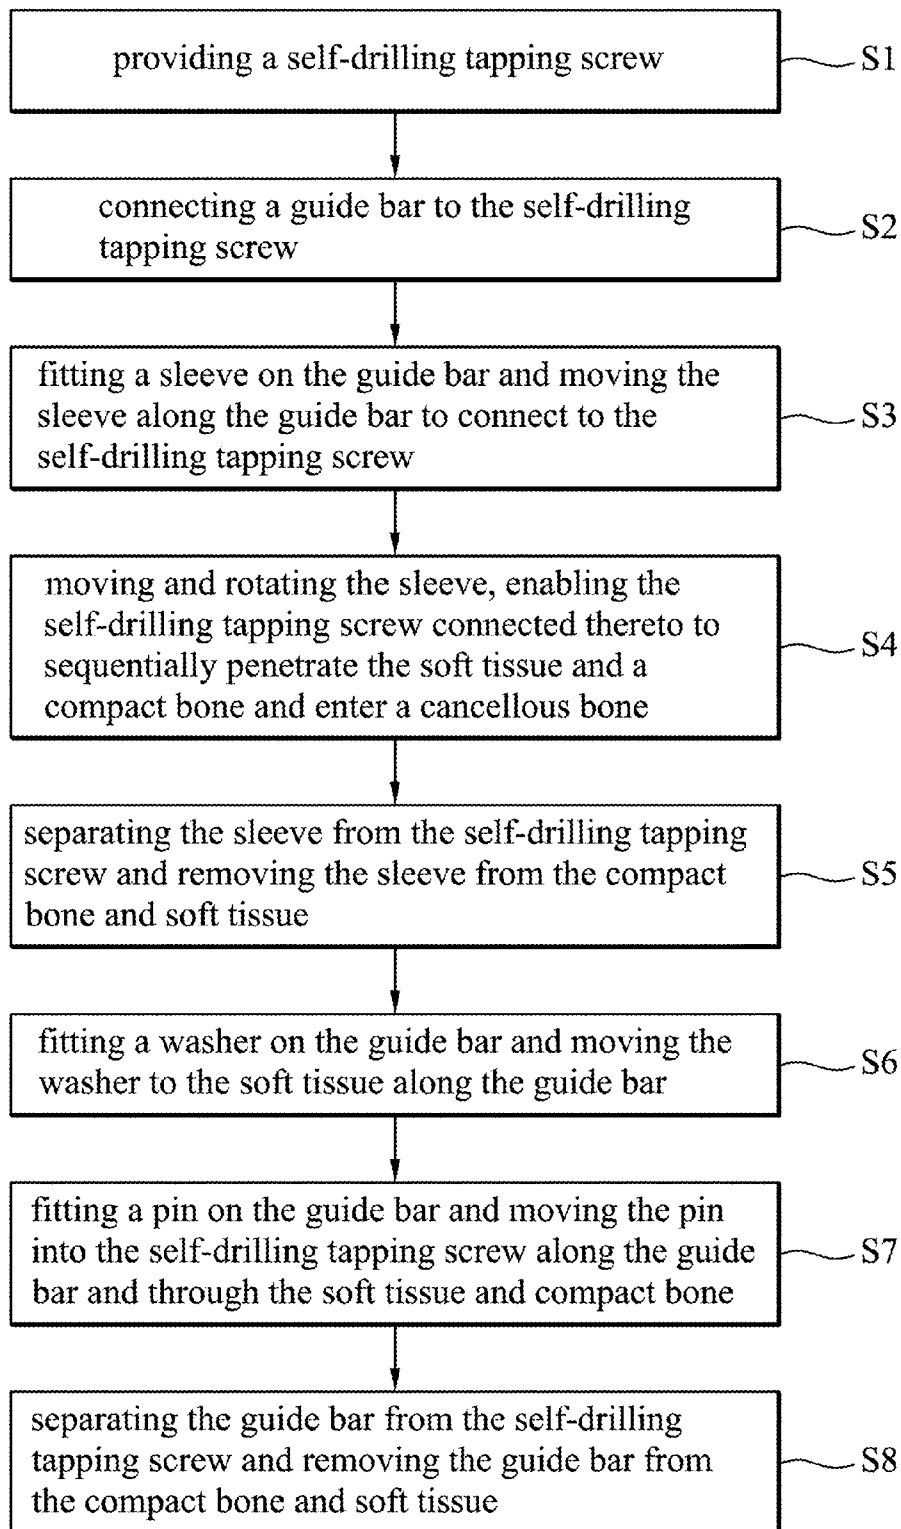 providing a self-drilling tapping screw
S1
connecting a guide bar to the self-drilling
tapping screw
S2
fitting a sleeve on the guide bar and moving the
sleeve along the guide bar to connect to the
self-drilling tapping screw
S3
moving and rotating the sleeve, enabling the
self-drilling tapping screw connected thereto to
sequentially penetrate the soft tissue and a
compact bone and enter a cancellous bone
S4
separating the sleeve from the self-drilling tapping
screw and removing the sleeve from the compact
bone and soft tissue
S5
fitting a washer on the guide bar and moving the
washer to the soft tissue along the guide bar
S6
fitting a pin on the guide bar and moving the pin
into the self-drilling tapping screw along the guide
bar and through the soft tissue and compact bone
S7
separating the guide bar from the self-drilling
tapping screw and removing the guide bar from
the compact bone and soft tissue
S8